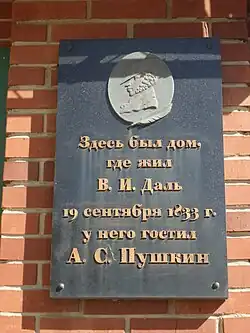 Здесь был дом,
где жил
В. И. Даль
19 сентября 1833 г.
у него гостил
А. С. Пушкин